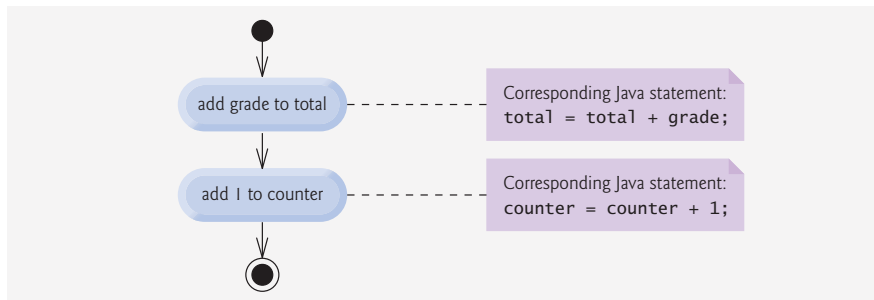 add grade to total
Corresponding Java statement:
total = total + grade;
add 1 to counter
Corresponding Java statement:
counter = counter + 1;